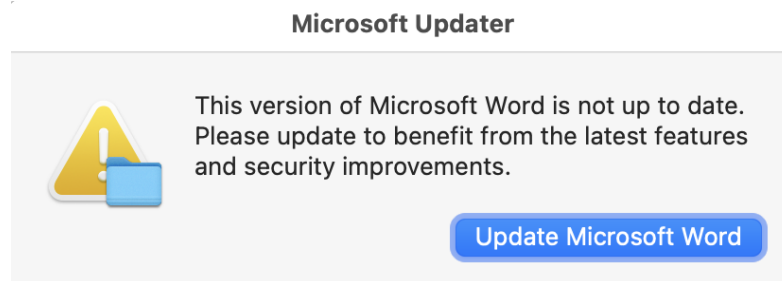 Microsoft Updater
This version of Microsoft Word is not up to date.
Please update to benefit from the latest features
and security improvements.
Update Microsoft Word